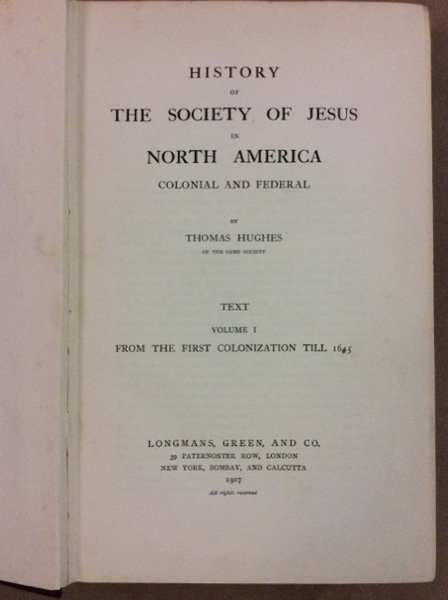 HISTORY
OF
THE SOCIETY OF JESUS
IN
NORTH AMERICA
COLONIAL AND FEDERAL
BY
THOMAS HUGHES
OF THE SAME SOCIETY
TEXT
VOLUME I
FROM THE FIRST COLONIZATION TILL 1645
LONGMANS, GREEN, AND CO.
39 PATERNOSTER ROW, LONDON
NEW YORK, BOMBAY, AND CALCUTTA
1907
All rights reserved